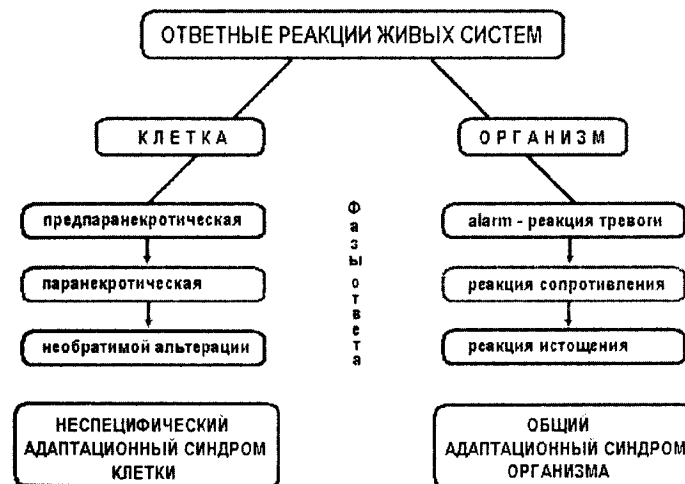 ОТВЕТНЫЕ РЕАКЦИИ ЖИВЫХ СИСТЕМ
КЛЕТКА
ОРГАНИЗМ
предпаранекротическая
паранекротическая
необратимой альтерации
Фазы ответа
alarm - реакция тревоги
реакция сопротивления
реакция истощения
НЕСПЕЦИФИЧЕСКИЙ
АДАПТАЦИОННЫЙ СИНДРОМ
КЛЕТКИ
ОБЩИЙ
АДАПТАЦИОННЫЙ СИНДРОМ
ОРГАНИЗМА